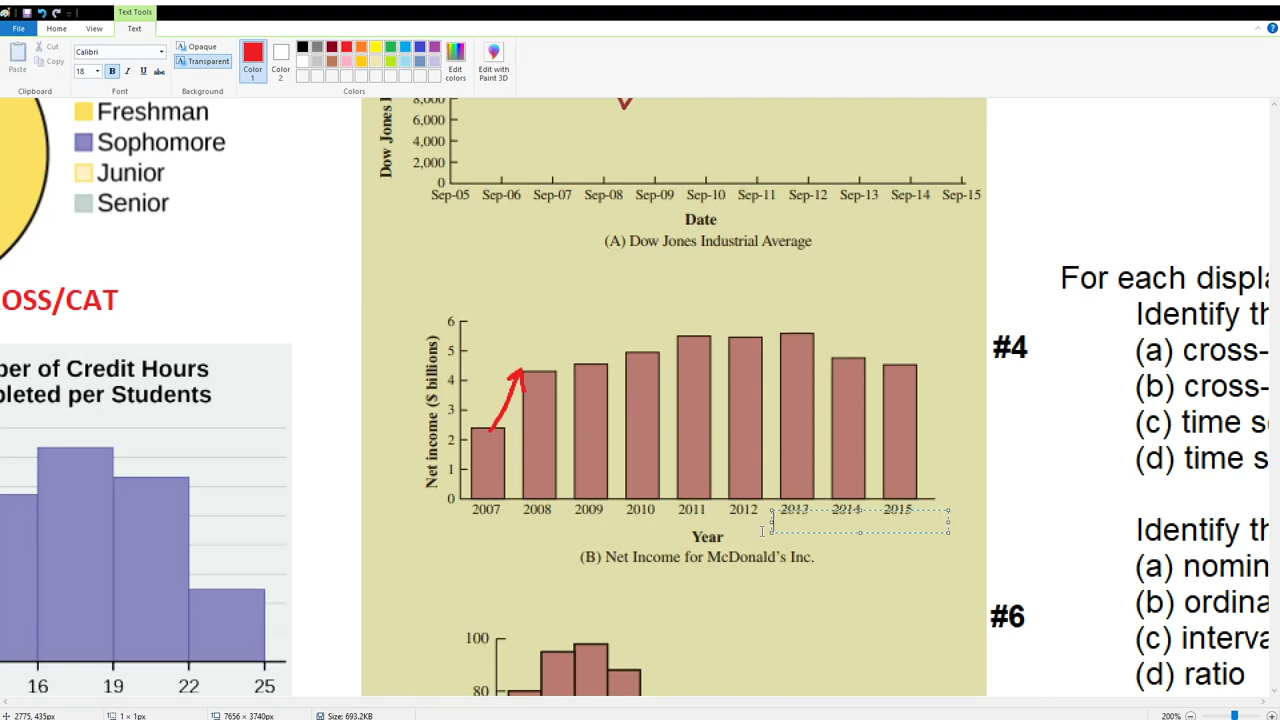 Text Tools
File Home View Text
Paste
Cut
Copy
Calibri
18 B I U abc
Opaque
Transparent
Color 1
Color 2
Edit colors
Edit with Paint 3D
Clipboard Font Background Colors
Freshman
Sophomore
Junior
Senior
OSS/CAT
ber of Credit Hours
pleted per Students
16 19 22 25
Dow Jones I
8,000
6,000
4,000
2,000
0
Sep-05 Sep-06 Sep-07 Sep-08 Sep-09 Sep-10 Sep-11 Sep-12 Sep-13 Sep-14 Sep-15
Date
(A) Dow Jones Industrial Average
Net income ($ billions)
6
5
4
3
2
1
0
2007 2008 2009 2010 2011 2012 2013 2014 2015
Year
(B) Net Income for McDonald's Inc.
100
80
#4
#6
For each displa
Identify th
(a) cross-
(b) cross-
(c) time se
(d) time s
Identify th
(a) nomin
(b) ordina
(c) interva
(d) ratio
2775, 435px 1 × 1px 7656 × 3740px Size: 693.2KB 200%